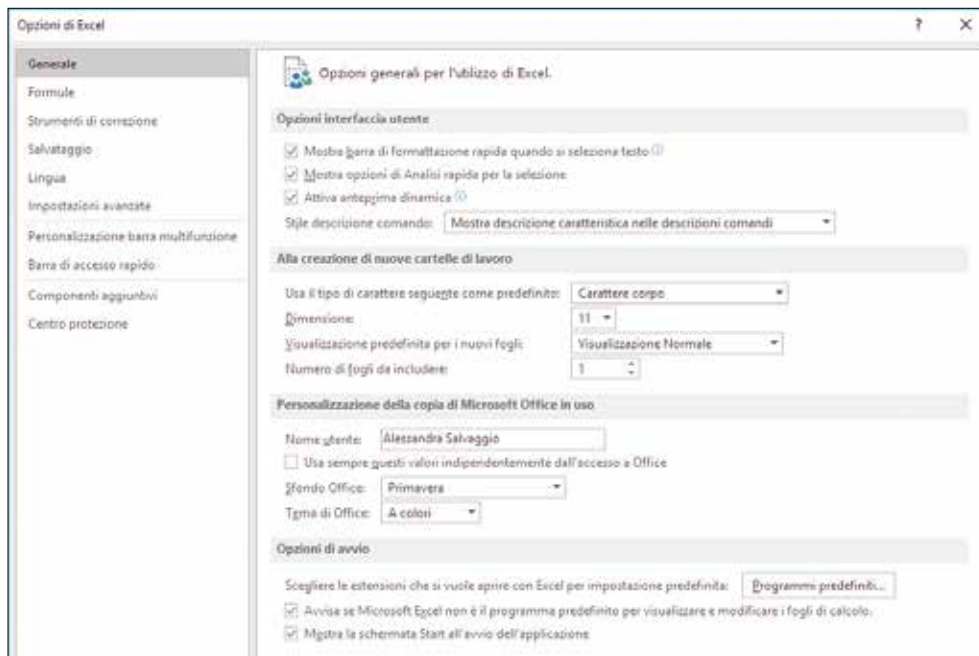 Opzioni di Excel
?
Generale
Formule
Strumenti di correzione
Salvataggio
Lingua
Impostazioni avanzate
Personalizzazione barra multifunzione
Barra di accesso rapido
Componenti aggiuntivi
Centro protezione
Opzioni generali per l'utilizzo di Excel.
Opzioni interfaccia utente
Mostra barra di formattazione rapida quando si seleziona testo
Mostra opzioni di Analisi rapida per la selezione
Attiva anteprima dinamica
Stile descrizione comando: Mostra descrizione caratteristica nelle descrizioni comandi
Alla creazione di nuove cartelle di lavoro
Usa il tipo di carattere seguente come predefinito: Carattere corpo
Dimensione: 11
Visualizzazione predefinita per i nuovi fogli: Visualizzazione Normale
Numero di fogli da includere: 1
Personalizzazione della copia di Microsoft Office in uso
Nome utente: Alessandra Salvaggio
Usa sempre questi valori indipendentemente dall'accesso a Office
Sfondo Office: Primavera
Tema di Office: A colori
Opzioni di avvio
Scegliere le estensioni che si vuole aprire con Excel per impostazione predefinita: Programmi predefiniti...
Avvisa se Microsoft Excel non è il programma predefinito per visualizzare e modificare i fogli di calcolo.
Mostra la schermata Start all'avvio dell'applicazione